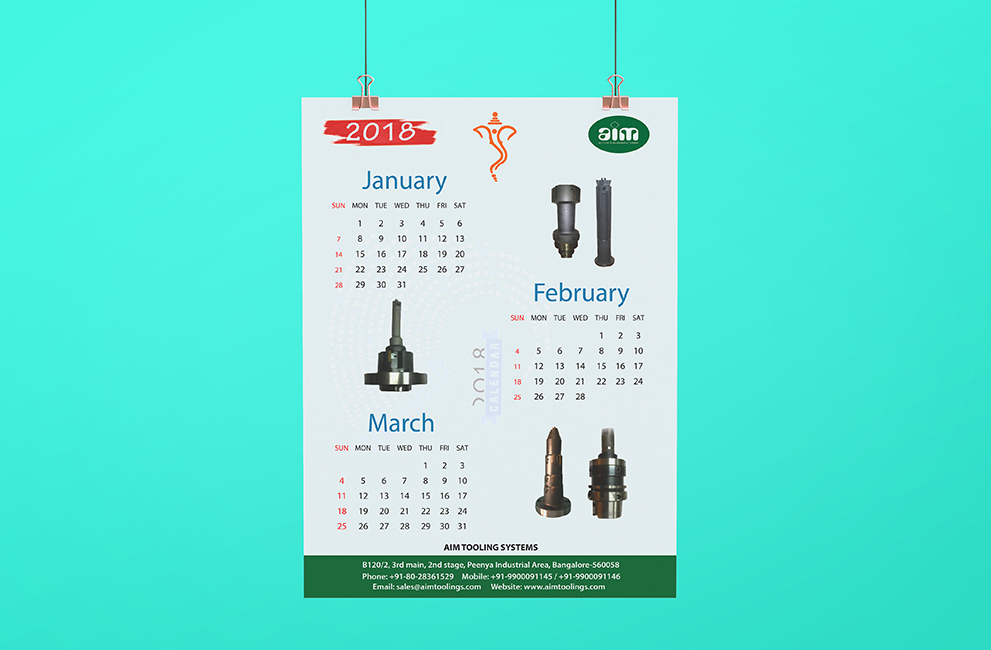 2018
aim
January
SUN MON TUE WED THU FRI SAT
1 2 3 4 5 6
7 8 9 10 11 12 13
14 15 16 17 18 19 20
21 22 23 24 25 26 27
28 29 30 31
February
SUN MON TUE WED THU FRI SAT
1 2 3
4 5 6 7 8 9 10
11 12 13 14 15 16 17
18 19 20 21 22 23 24
25 26 27 28
2018
CALENDAR
March
SUN MON TUE WED THU FRI SAT
1 2 3
4 5 6 7 8 9 10
11 12 13 14 15 16 17
18 19 20 21 22 23 24
25 26 27 28 29 30 31
AIM TOOLING SYSTEMS
B120/2, 3rd main, 2nd stage, Peenya Industrial Area, Bangalore-560058
Phone: +91-80-28361529 Mobile: +91-9900091145 / +91-9900091146
Email: sales@aimtoolings.com Website: www.aimtoolings.com